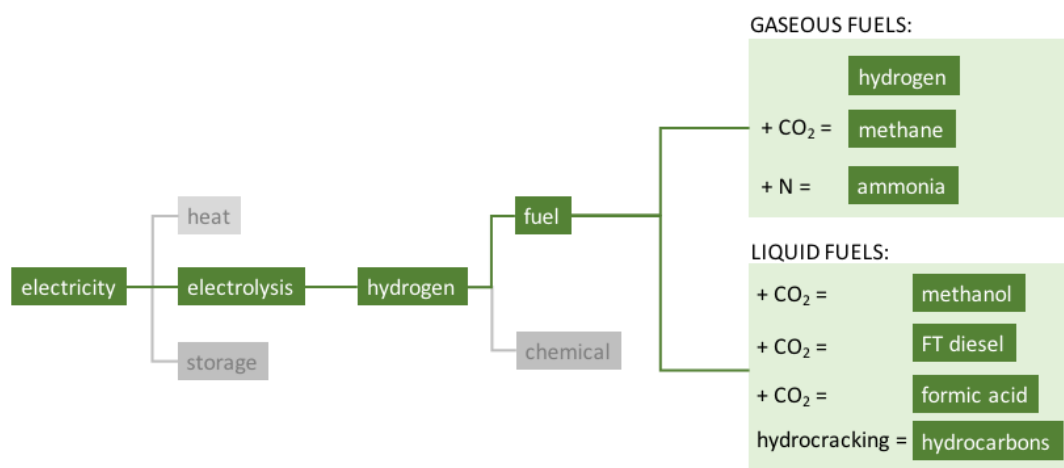 GASEOUS FUELS:
hydrogen
+ CO₂ = methane
+ N = ammonia
heat
fuel
electricity
electrolysis
hydrogen
storage
chemical
LIQUID FUELS:
+ CO₂ = methanol
+ CO₂ = FT diesel
+ CO₂ = formic acid
hydrocracking = hydrocarbons